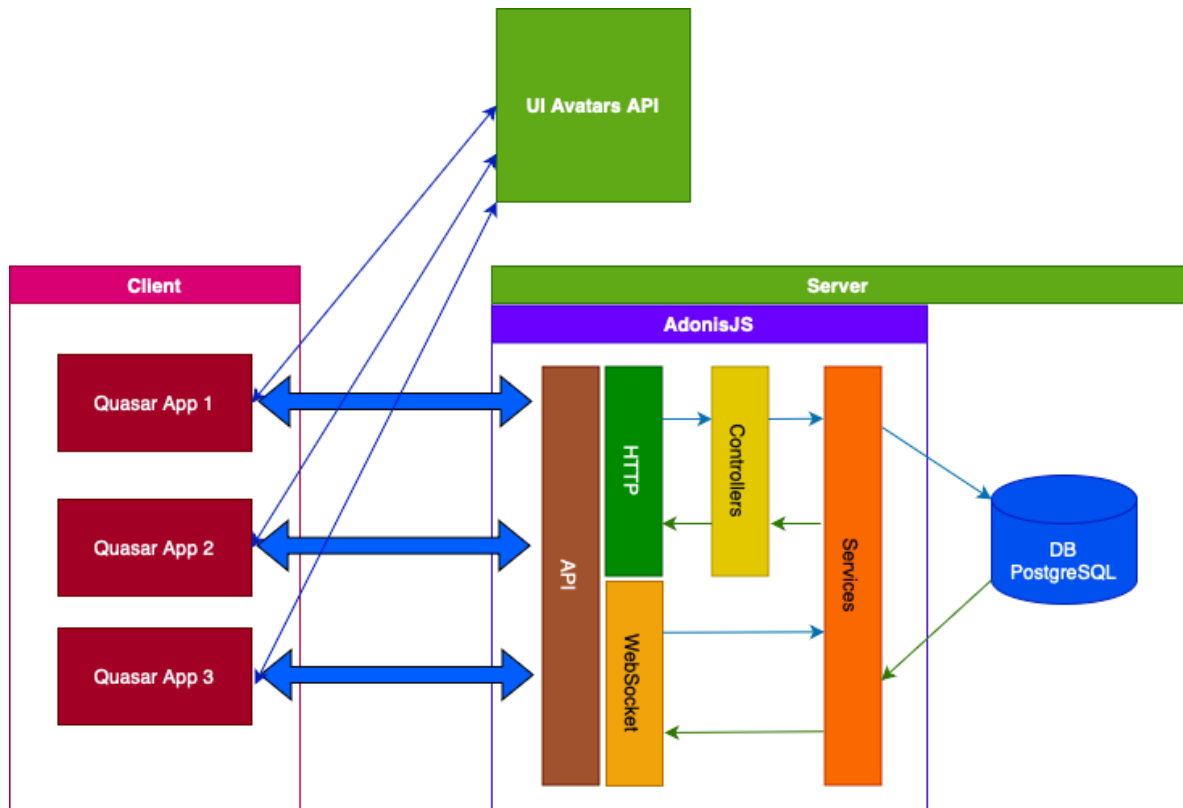 UI Avatars API
Client
Server
AdonisJS
Quasar App 1
Quasar App 2
Quasar App 3
API
HTTP
WebSocket
Controllers
Services
DB
PostgreSQL